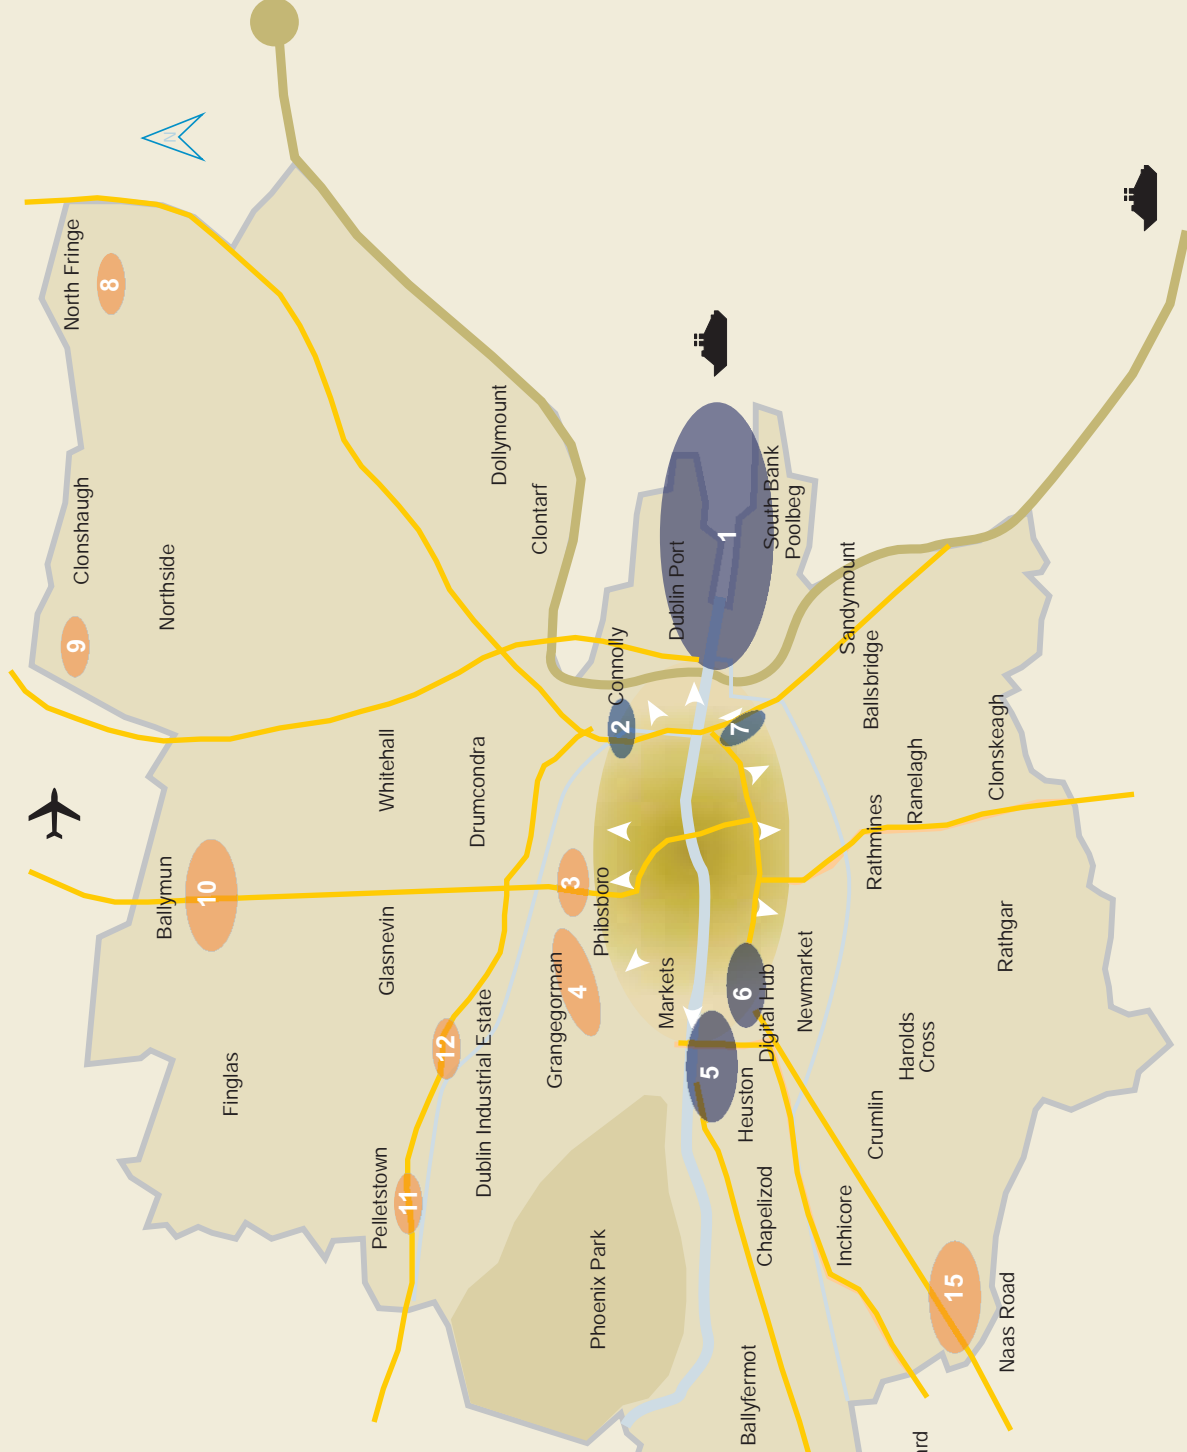 N
North Fringe
8
Clonshaugh
9
Northside
Dollymount
Clontarf
Dublin Port
1
South Bank
Poolbeg
Connolly
2
Sandymount
7
Ballsbridge
Whitehall
Drumcondra
Ranelagh
Clonskeagh
Rathmines
Ballymun
10
3
Phibsboro
Glasnevin
Grangegorman
4
Markets
6
Digital Hub
Newmarket
Rathgar
12
Dublin Industrial Estate
Finglas
5
Heuston
Harolds
Cross
Crumlin
Pelletstown
11
Chapelizod
Inchicore
Phoenix Park
15
Naas Road
Ballyfermot
ard